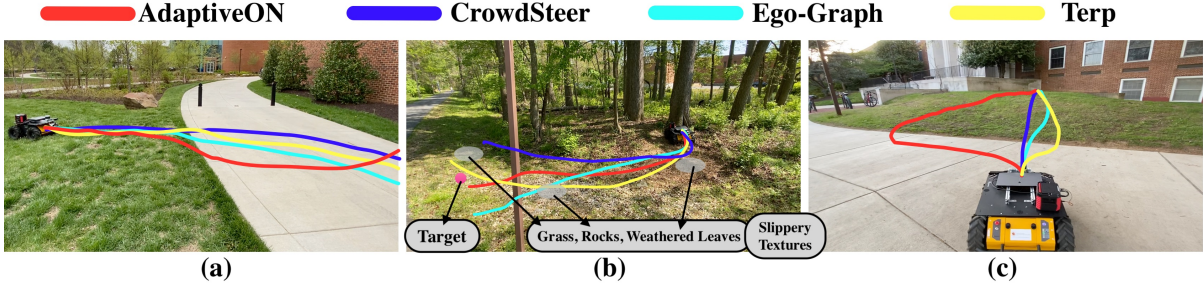 AdaptiveON CrowdSteer Ego-Graph Terp
Target
Grass, Rocks, Weathered Leaves
Slippery
Textures
(a) (b) (c)